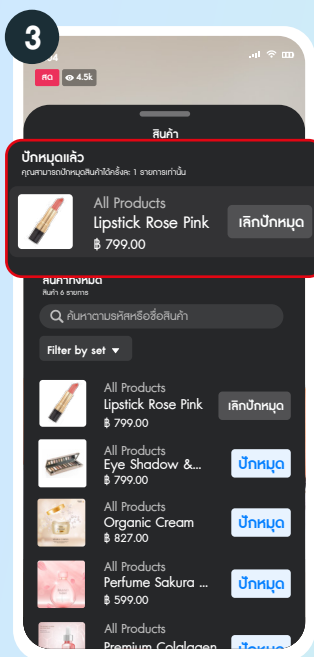 3
สด 4.5k
สินค้า
ปักหมุดแล้ว
คุณสามารถปักหมุดสินค้าได้ครั้งละ 1 รายการเท่านั้น
All Products
Lipstick Rose Pink
฿ 799.00
เลิกปักหมุด
สินค้าทั้งหมด
สินค้า 6 รายการ
ค้นหาตามรหัสหรือชื่อสินค้า
Filter by set
All Products
Lipstick Rose Pink
฿ 799.00
เลิกปักหมุด
All Products
Eye Shadow &...
฿ 799.00
ปักหมุด
All Products
Organic Cream
฿ 827.00
ปักหมุด
All Products
Perfume Sakura ...
฿ 599.00
ปักหมุด
All Products
Premium Colalagen
ปักหมุด